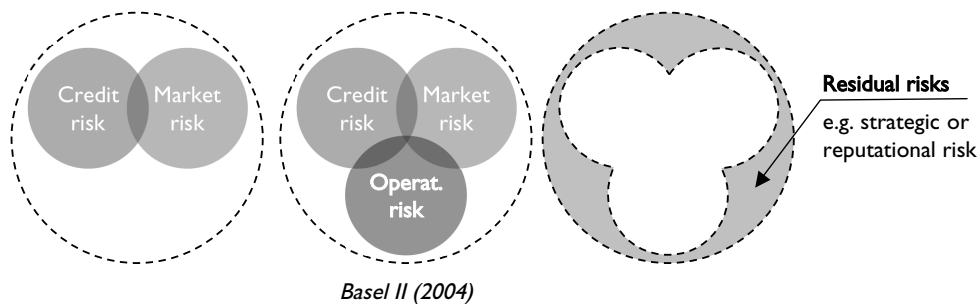 Credit
risk
Market
risk
Credit
risk
Market
risk
Operat.
risk
Residual risks
e.g. strategic or
reputational risk
Basel II (2004)